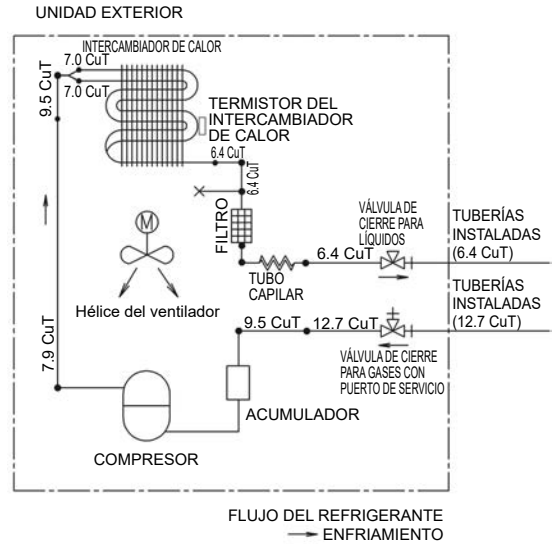 UNIDAD EXTERIOR
INTERCAMBIADOR DE CALOR
7.0 CuT
7.0 CuT
9.5 CuT
TERMISTOR DEL
INTERCAMBIADOR
DE CALOR
6.4 CuT
6.4 CuT
M
FILTRO
VÁLVULA DE
CIERRE PARA
LÍQUIDOS
TUBERÍAS
INSTALADAS
(6.4 CuT)
6.4 CuT
TUBO
CAPILAR
Hélice del ventilador
TUBERÍAS
INSTALADAS
(12.7 CuT)
9.5 CuT
12.7 CuT
7.9 CuT
VÁLVULA DE CIERRE
PARA GASES CON
PUERTO DE SERVICIO
ACUMULADOR
COMPRESOR
FLUJO DEL REFRIGERANTE
ENFRIAMIENTO